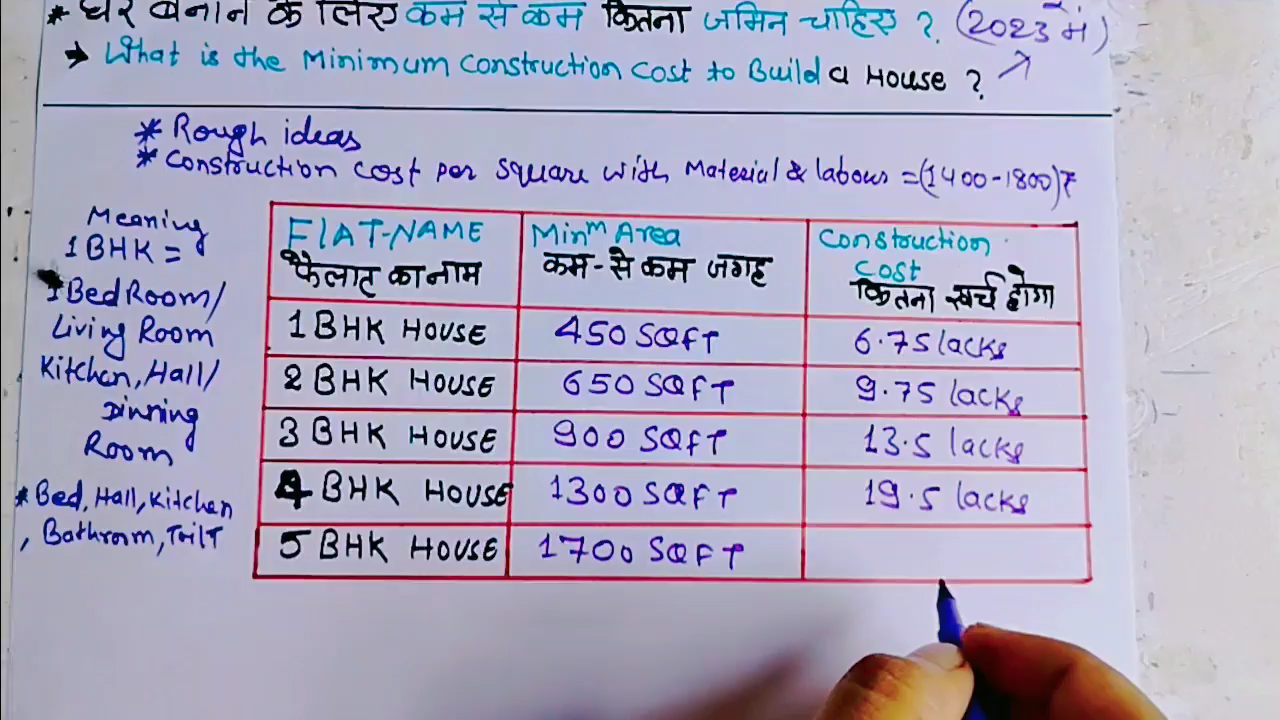 * घर बनाने के लिए कम से कम कितना जमिन चाहिए ? (2023 में)
→ What is the Minimum Construction Cost to Build a House ?
* Rough ideas
* Construction cost per square with Material & labour = (1400-1800)₹
Meaning
1 BHK =
1 Bed Room/
Living Room
Kitchen, Hall/
Dinning
Room
* Bed, Hall, Kitchen
, Bathroom, ToilT
FlAT-NAME Minᵐ Area Construction
फेलाट का नाम कम-से कम जगह Cost
कितना खर्च होगा
1 BHK HOUSE 450 SQFT 6.75 lacks
2 BHK HOUSE 650 SQFT 9.75 lacks
3 BHK HOUSE 900 SQFT 13.5 lacks
4 BHK HOUSE 1300 SQFT 19.5 lacks
5 BHK HOUSE 1700 SQFT